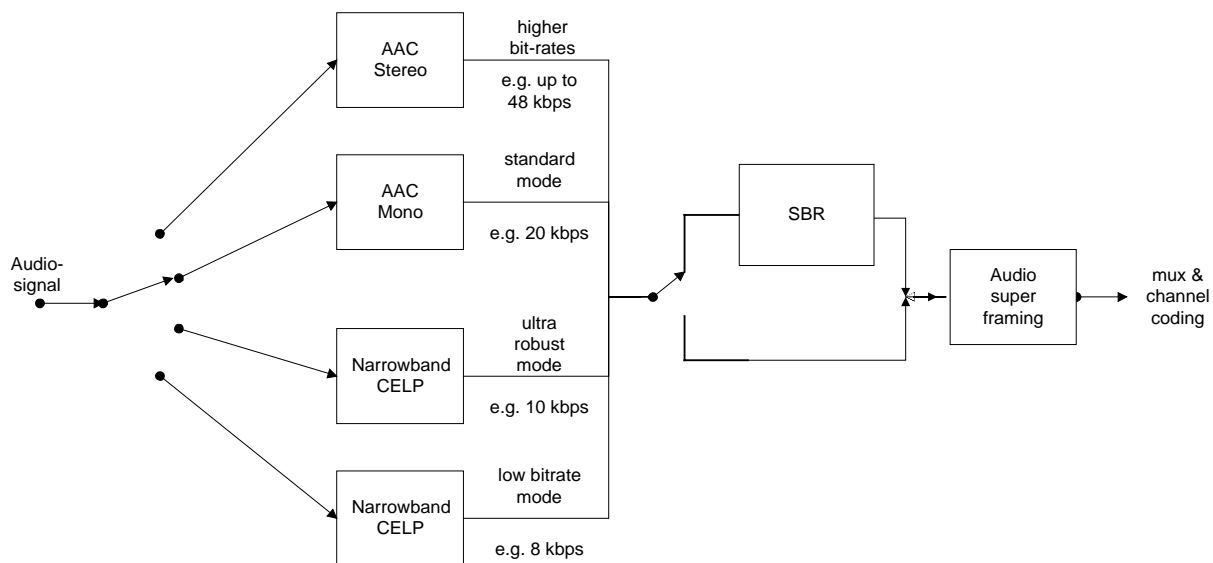 Audio-
signal
AAC
Stereo
higher
bit-rates
e.g. up to
48 kbps
AAC
Mono
standard
mode
e.g. 20 kbps
Narrowband
CELP
ultra
robust
mode
e.g. 10 kbps
Narrowband
CELP
low bitrate
mode
e.g. 8 kbps
SBR
Audio
super
framing
mux &
channel
coding